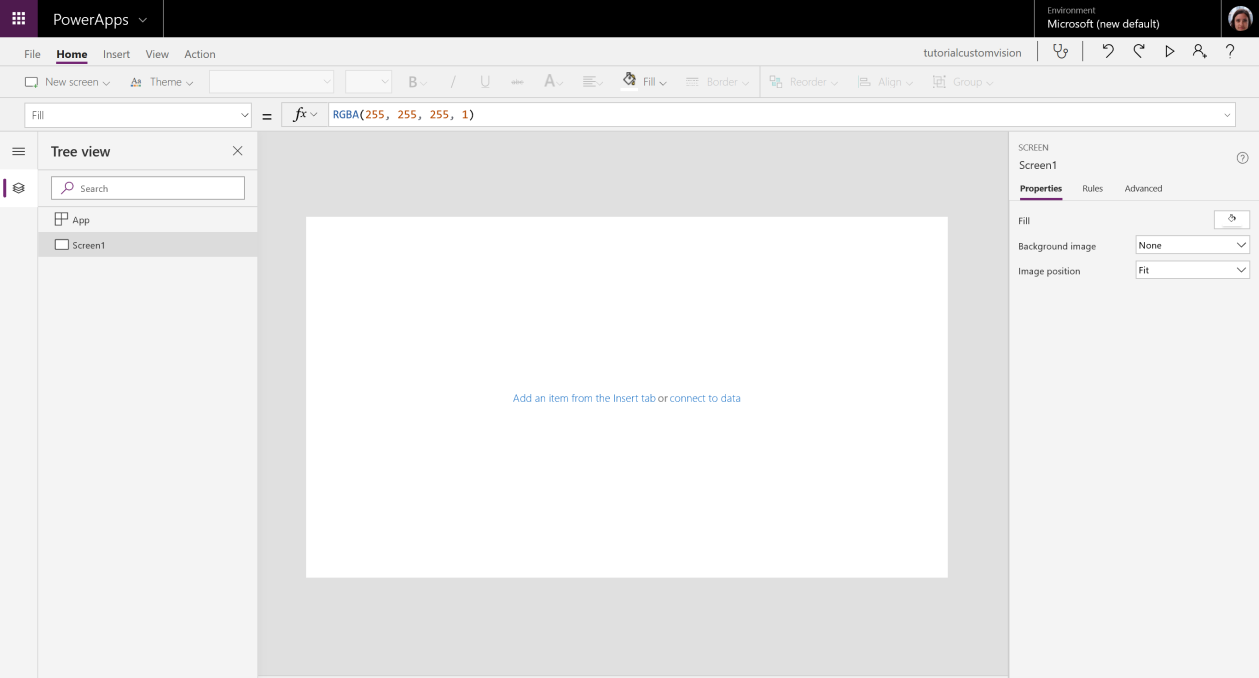 PowerApps
Environment
Microsoft (new default)
File Home Insert View Action
tutorialcustomvision
?
New screen
Theme
B / U abc A
Fill
Border
Reorder
Align
Group
Fill
= fx RGBA(255, 255, 255, 1)
Tree view
Search
App
Screen1
Add an item from the Insert tab or connect to data
SCREEN
Screen1
?
Properties Rules Advanced
Fill
Background image None
Image position Fit